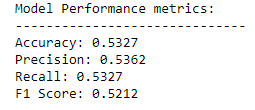 Model Performance metrics:
-----------------------------
Accuracy: 0.5327
Precision: 0.5362
Recall: 0.5327
F1 Score: 0.5212